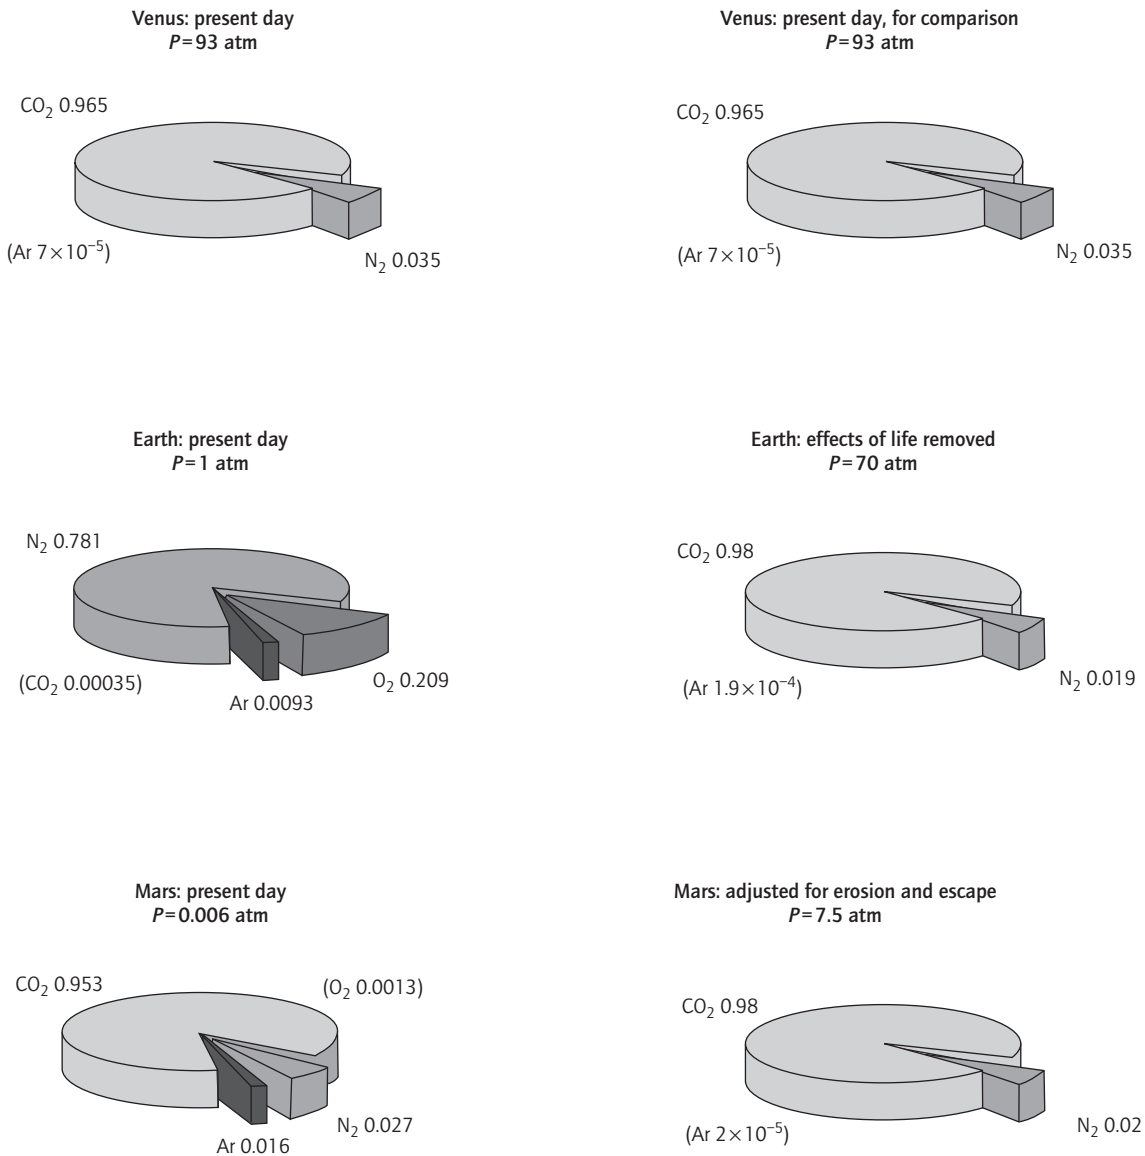 Venus: present day
P=93 atm
CO₂ 0.965
(Ar 7×10⁻⁵)
N₂ 0.035
Venus: present day, for comparison
P=93 atm
CO₂ 0.965
(Ar 7×10⁻⁵)
N₂ 0.035
Earth: present day
P=1 atm
N₂ 0.781
(CO₂ 0.00035)
Ar 0.0093
O₂ 0.209
Earth: effects of life removed
P=70 atm
CO₂ 0.98
(Ar 1.9×10⁻⁴)
N₂ 0.019
Mars: present day
P=0.006 atm
CO₂ 0.953
(O₂ 0.0013)
N₂ 0.027
Ar 0.016
Mars: adjusted for erosion and escape
P=7.5 atm
CO₂ 0.98
(Ar 2×10⁻⁵)
N₂ 0.02